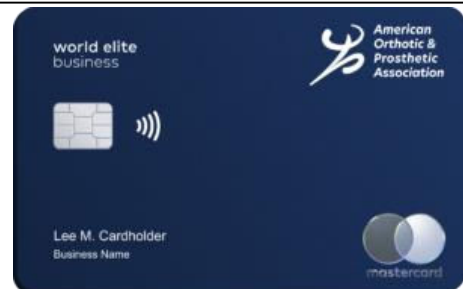 world elite
business
American
Orthotic &
Prosthetic
Association
Lee M. Cardholder
Business Name
mastercard